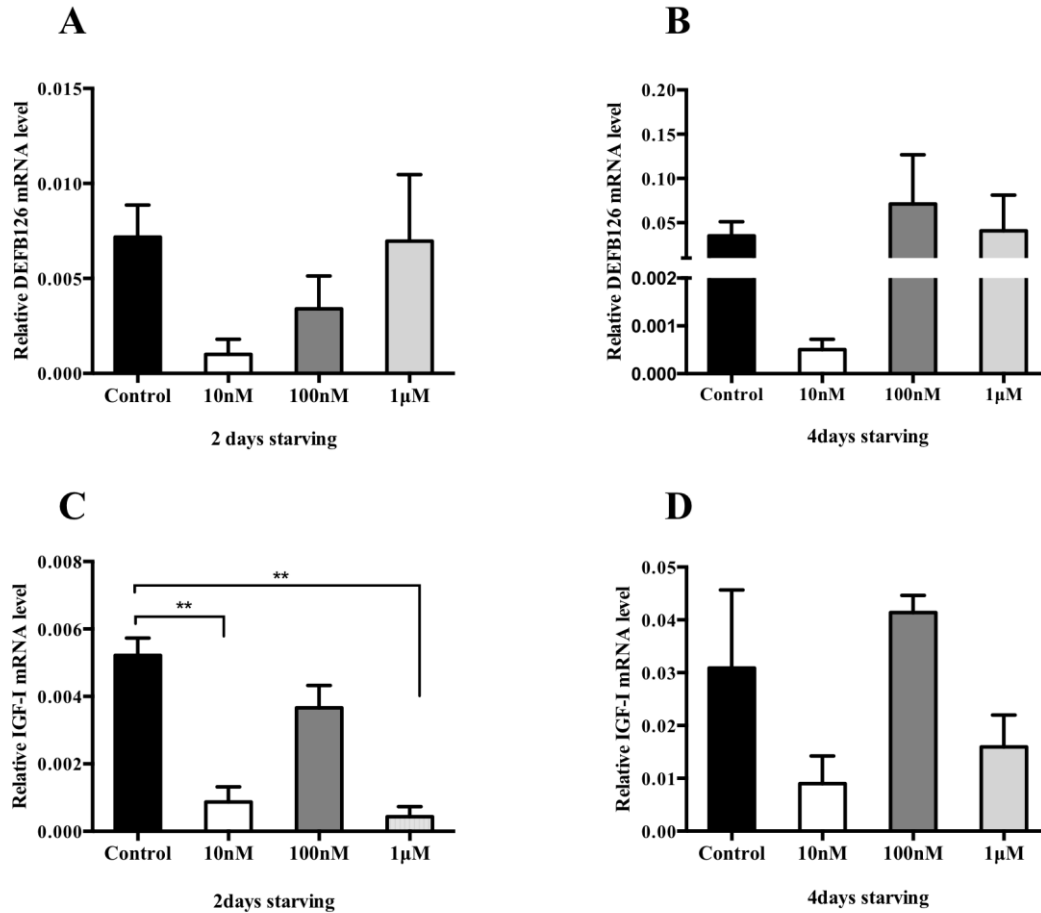 A
Relative DEFB126 mRNA level
0.015
0.010
0.005
0.000
Control 10nM 100nM 1µM
2 days starving
B
Relative DEFB126 mRNA level
0.20
0.15
0.10
0.05
0.002
0.001
0.000
Control 10nM 100nM 1µM
4days starving
C
Relative IGF-I mRNA level
0.008
0.006
0.004
0.002
0.000
**
**
Control 10nM 100nM 1µM
2days starving
D
Relative IGF-I mRNA level
0.05
0.04
0.03
0.02
0.01
0.00
Control 10nM 100nM 1µM
4days starving